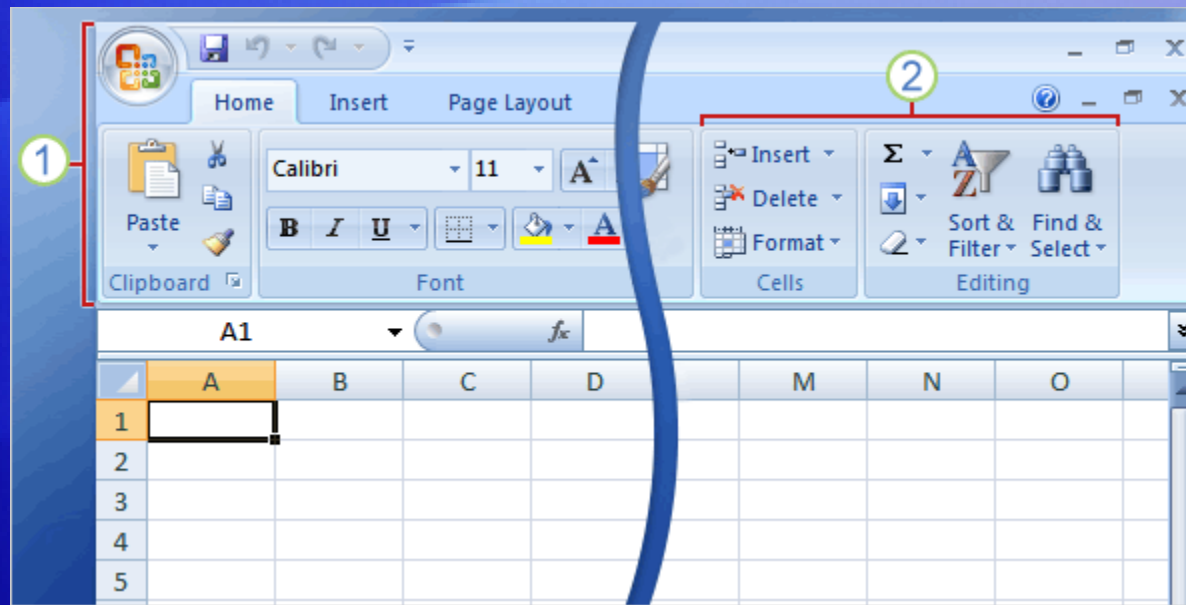 2
Home Insert Page Layout
1
Calibri 11 A
Insert Σ A Z
Delete
Paste B I U A Sort & Filter Find & Select
Format
Clipboard Font Cells Editing
A1 fx
A B C D M N O
1
2
3
4
5